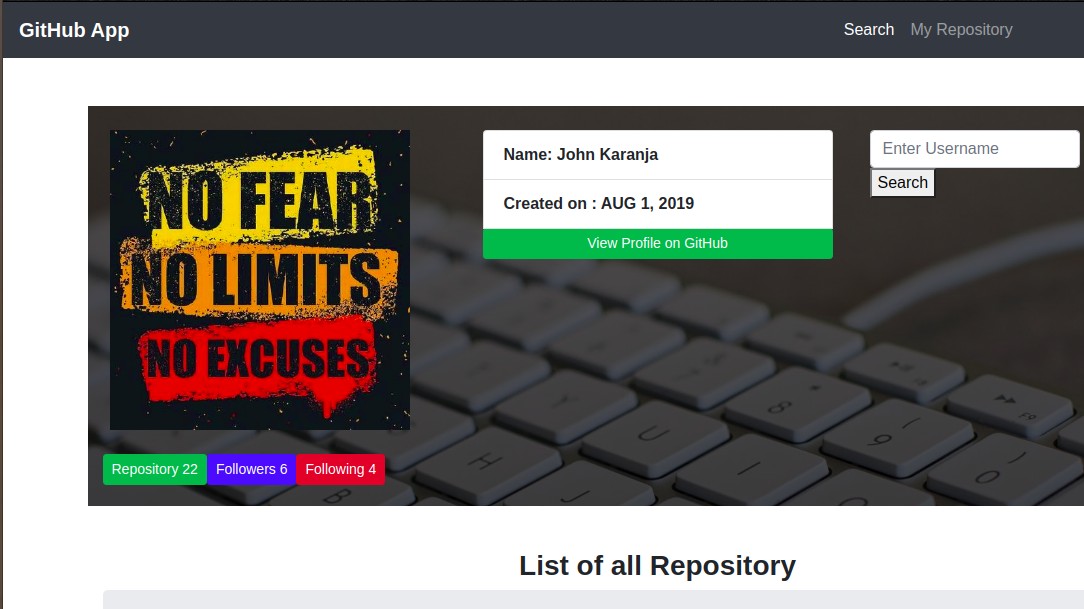 GitHub App
Search My Repository
NO FEAR
NO LIMITS
NO EXCUSES
Name: John Karanja
Created on : AUG 1, 2019
View Profile on GitHub
Enter Username
Search
Repository 22 Followers 6 Following 4
List of all Repository